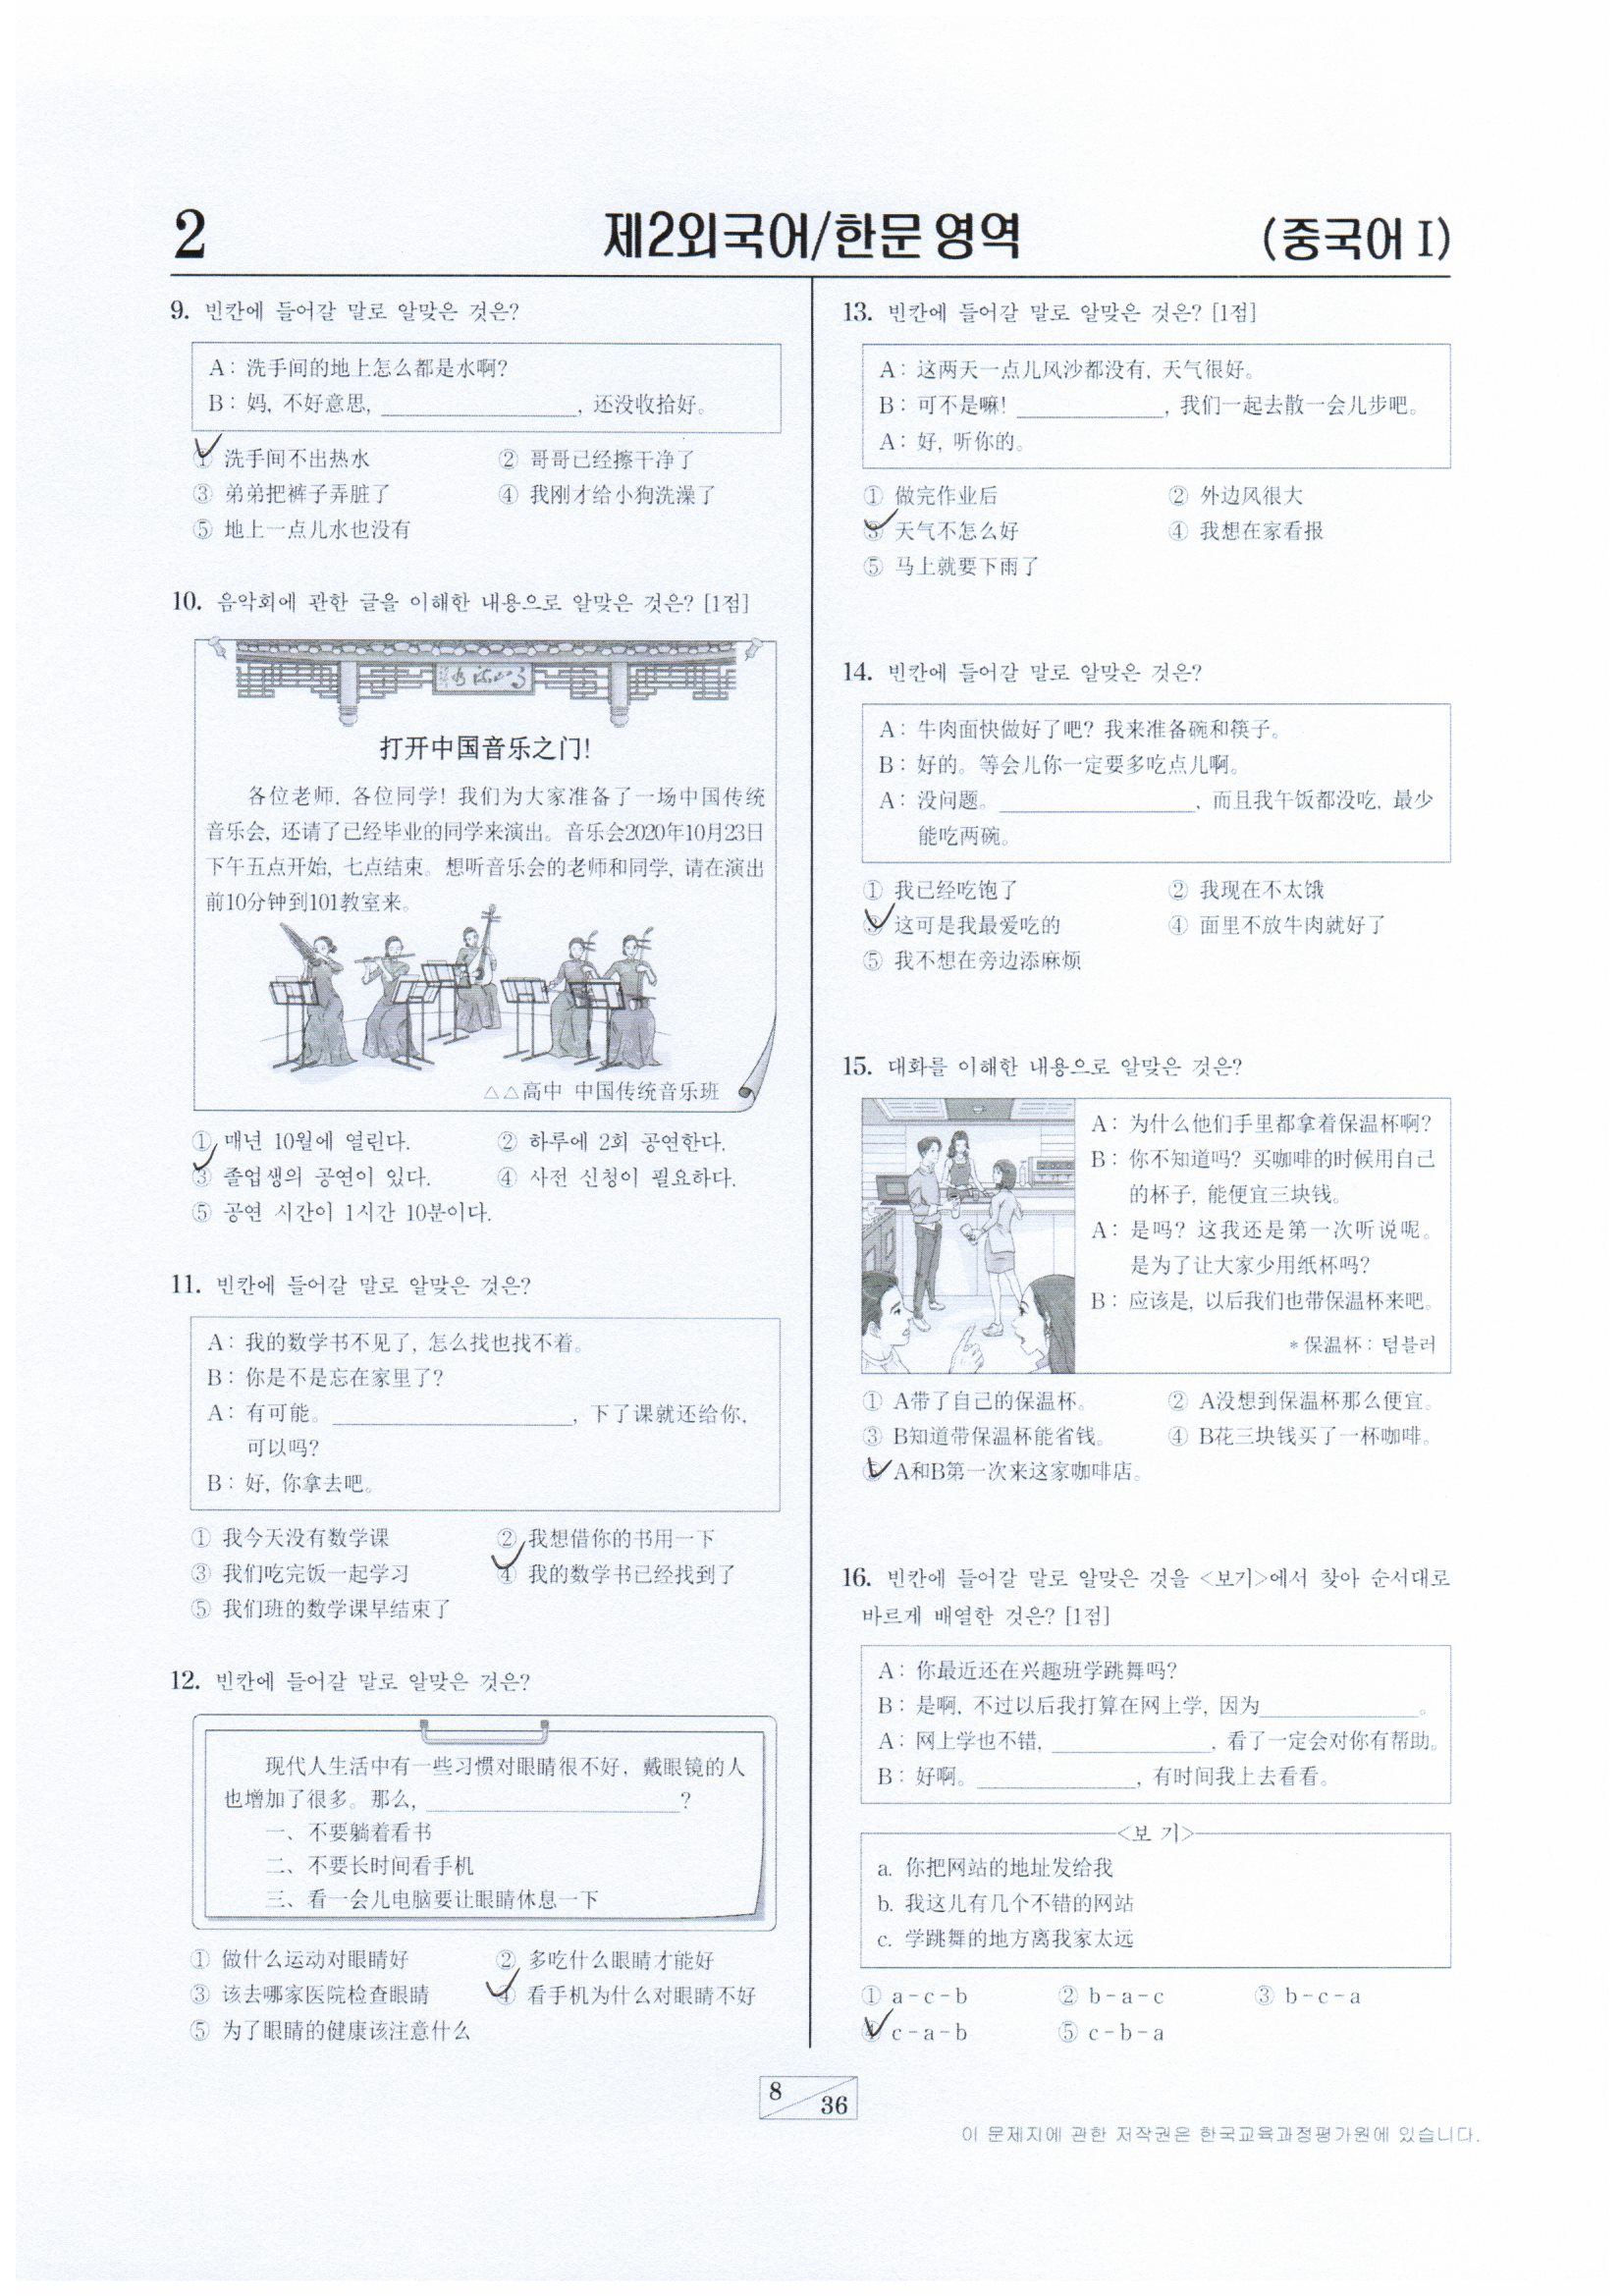 2
제2외국어/한문 영역
(중국어 I)
9. 빈칸에 들어갈 말로 알맞은 것은?
A: 洗手间的地上怎么都是水啊?
B: 妈, 不好意思, ______, 还没收拾好。
① 洗手间不出热水 ② 哥哥已经擦干净了
③ 弟弟把裤子弄脏了 ④ 我刚才给小狗洗澡了
⑤ 地上一点儿水也没有
10. 음악회에 관한 글을 이해한 내용으로 알맞은 것은? [1점]
打开中国音乐之门!
各位老师, 各位同学! 我们为大家准备了一场中国传统
音乐会, 还请了已经毕业的同学来演出。音乐会2020年10月23日
下午五点开始, 七点结束。想听音乐会的老师和同学, 请在演出
前10分钟到101教室来。
△△高中 中国传统音乐班
① 매년 10월에 열린다. ② 하루에 2회 공연한다.
③ 졸업생의 공연이 있다. ④ 사전 신청이 필요하다.
⑤ 공연 시간이 1시간 10분이다.
11. 빈칸에 들어갈 말로 알맞은 것은?
A: 我的数学书不见了, 怎么找也找不着。
B: 你是不是忘在家里了?
A: 有可能。______, 下了课就还给你,
可以吗?
B: 好, 你拿去吧。
① 我今天没有数学课 ② 我想借你的书用一下
③ 我们吃完饭一起学习 ④ 我的数学书已经找到了
⑤ 我们班的数学课早结束了
12. 빈칸에 들어갈 말로 알맞은 것은?
现代人生活中有一些习惯对眼睛很不好, 戴眼镜的人
也增加了很多。那么, ______?
一、不要躺着看书
二、不要长时间看手机
三、看一会儿电脑要让眼睛休息一下
① 做什么运动对眼睛好 ② 多吃什么眼睛才能好
③ 该去哪家医院检查眼睛 ④ 看手机为什么对眼睛不好
⑤ 为了眼睛的健康该注意什么
13. 빈칸에 들어갈 말로 알맞은 것은? [1점]
A: 这两天一点儿风沙都没有, 天气很好。
B: 可不是嘛! ______, 我们一起去散一会儿步吧。
A: 好, 听你的。
① 做完作业后 ② 外边风很大
③ 天气不怎么好 ④ 我想在家看报
⑤ 马上就要下雨了
14. 빈칸에 들어갈 말로 알맞은 것은?
A: 牛肉面快做好了吧? 我来准备碗和筷子。
B: 好的。等会儿你一定要多吃点儿啊。
A: 没问题。______, 而且我午饭都没吃, 最少
能吃两碗。
① 我已经吃饱了 ② 我现在不太饿
③ 这可是我最爱吃的 ④ 面里不放牛肉就好了
⑤ 我不想在旁边添麻烦
15. 대화를 이해한 내용으로 알맞은 것은?
A: 为什么他们手里都拿着保温杯啊?
B: 你不知道吗? 买咖啡的时候用自己
的杯子, 能便宜三块钱。
A: 是吗? 这我还是第一次听说呢。
是为了让大家少用纸杯吗?
B: 应该是, 以后我们也带保温杯来吧。
* 保温杯: 텀블러
① A带了自己的保温杯。 ② A没想到保温杯那么便宜。
③ B知道带保温杯能省钱。 ④ B花三块钱买了一杯咖啡。
⑤ A和B第一次来这家咖啡店。
16. 빈칸에 들어갈 말로 알맞은 것을 <보기>에서 찾아 순서대로
바르게 배열한 것은? [1점]
A: 你最近还在兴趣班学跳舞吗?
B: 是啊, 不过以后我打算在网上学, 因为______。
A: 网上学也不错, ______, 看了一定会对你有帮助。
B: 好啊。______, 有时间我上去看看。
<보 기>
a. 你把网站的地址发给我
b. 我这儿有几个不错的网站
c. 学跳舞的地方离我家太远
① a-c-b ② b-a-c ③ b-c-a
④ c-a-b ⑤ c-b-a
8 36
이 문제지에 관한 저작권은 한국교육과정평가원에 있습니다.